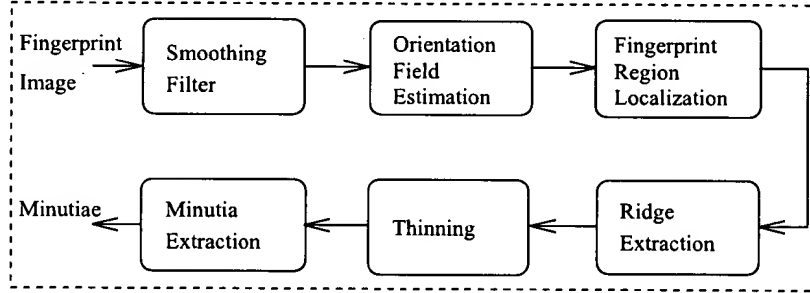 Fingerprint
Image
Smoothing
Filter
Orientation
Field
Estimation
Fingerprint
Region
Localization
Ridge
Extraction
Thinning
Minutia
Extraction
Minutiae